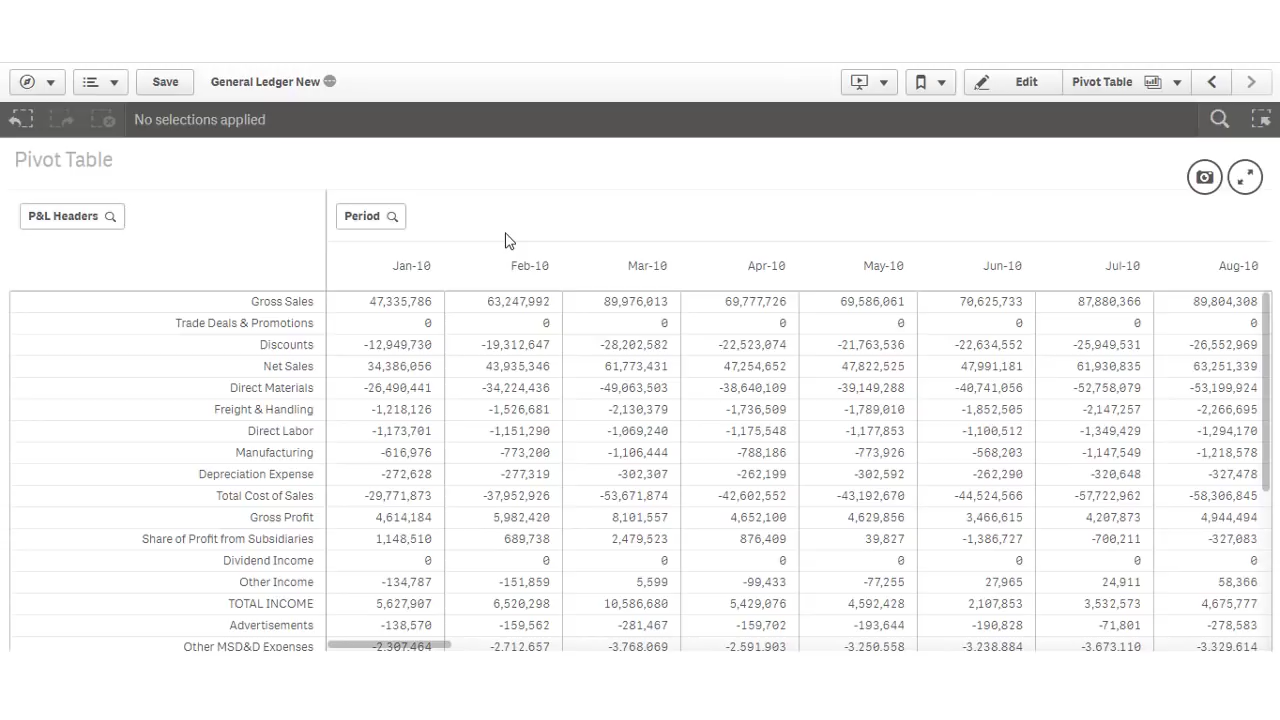 Save General Ledger New Edit Pivot Table
No selections applied
Pivot Table
P&L Headers Period
Jan-10 Feb-10 Mar-10 Apr-10 May-10 Jun-10 Jul-10 Aug-10
Gross Sales 47,335,786 63,247,992 89,976,013 69,777,726 69,586,061 70,625,733 87,880,366 89,804,308
Trade Deals & Promotions 0 0 0 0 0 0 0 0
Discounts -12,949,730 -19,312,647 -28,202,582 -22,523,074 -21,763,536 -22,634,552 -25,949,531 -26,552,969
Net Sales 34,386,056 43,935,346 61,773,431 47,254,652 47,822,525 47,991,181 61,930,835 63,251,339
Direct Materials -26,490,441 -34,224,436 -49,063,503 -38,640,109 -39,149,288 -40,741,056 -52,758,079 -53,199,924
Freight & Handling -1,218,126 -1,526,681 -2,130,379 -1,736,509 -1,789,010 -1,852,505 -2,147,257 -2,266,695
Direct Labor -1,173,701 -1,151,290 -1,069,240 -1,175,548 -1,177,853 -1,100,512 -1,349,429 -1,294,170
Manufacturing -616,976 -773,200 -1,106,444 -788,186 -773,926 -568,203 -1,147,549 -1,218,578
Depreciation Expense -272,628 -277,319 -302,307 -262,199 -302,592 -262,290 -320,648 -327,478
Total Cost of Sales -29,771,873 -37,952,926 -53,671,874 -42,602,552 -43,192,670 -44,524,566 -57,722,962 -58,306,845
Gross Profit 4,614,184 5,982,420 8,101,557 4,652,100 4,629,856 3,466,615 4,207,873 4,944,494
Share of Profit from Subsidiaries 1,148,510 689,738 2,479,523 876,409 39,827 -1,386,727 -700,211 -327,083
Dividend Income 0 0 0 0 0 0 0 0
Other Income -134,787 -151,859 5,599 -99,433 -77,255 27,965 24,911 58,366
TOTAL INCOME 5,627,907 6,520,298 10,586,680 5,429,076 4,592,428 2,107,853 3,532,573 4,675,777
Advertisements -138,570 -159,562 -281,467 -159,702 -193,644 -190,828 -71,801 -278,583
Other MSD&D Expenses -2,307,464 -2,712,657 -3,768,069 -2,591,903 -3,250,558 -3,238,884 -3,673,110 -3,329,614